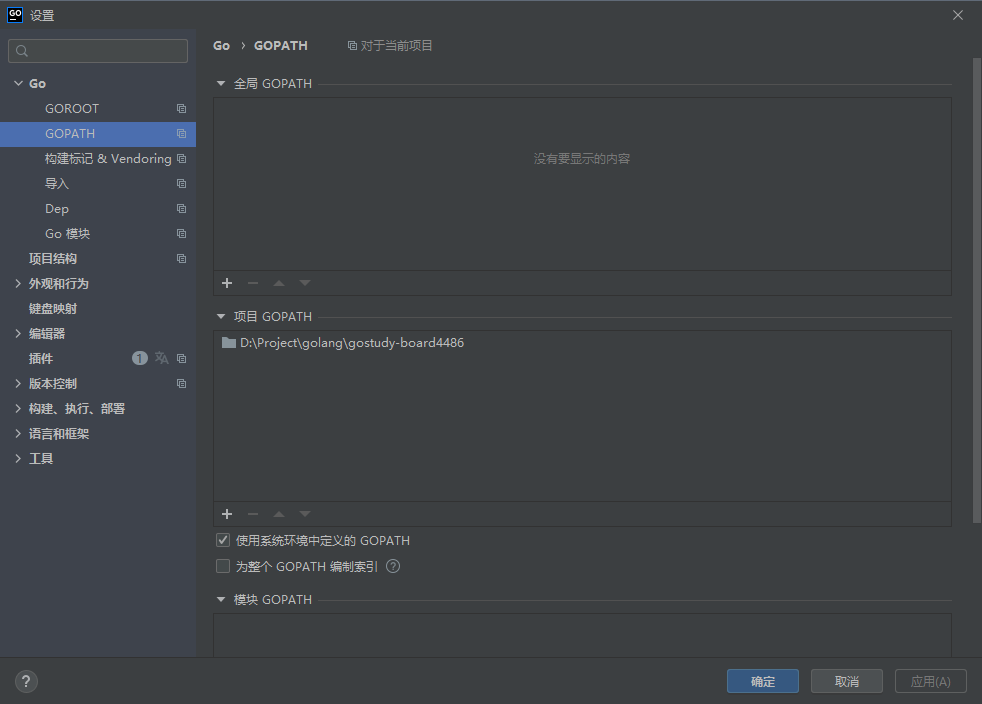 GO 设置
Go › GOPATH 对于当前项目
Go
GOROOT
GOPATH
构建标记 & Vendoring
导入
Dep
Go 模块
项目结构
外观和行为
键盘映射
编辑器
插件 1
版本控制
构建、执行、部署
语言和框架
工具
全局 GOPATH
没有要显示的内容
项目 GOPATH
D:\Project\golang\gostudy-board4486
使用系统环境中定义的 GOPATH
为整个 GOPATH 编制索引 ?
模块 GOPATH
?
确定
取消
应用(A)